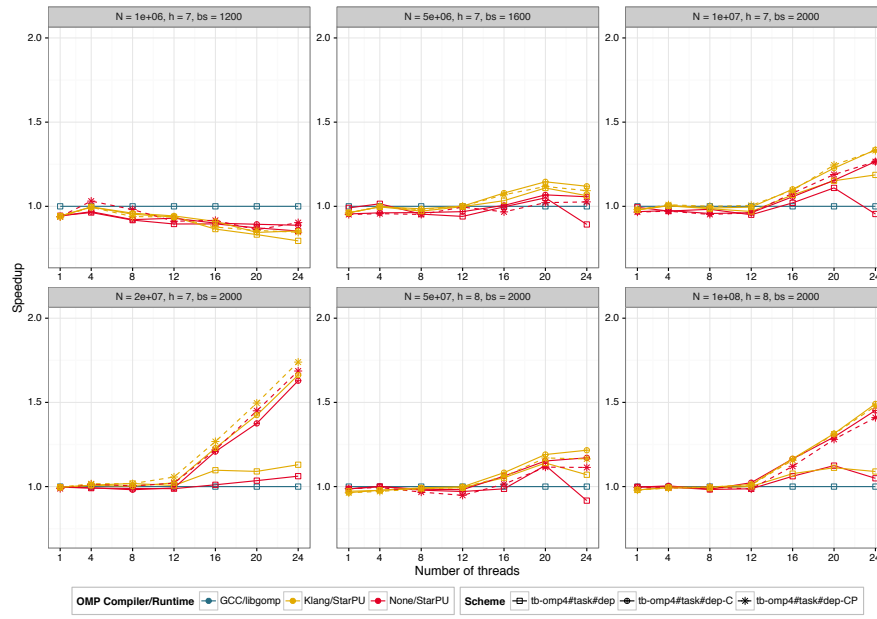 N = 1e+06, h = 7, bs = 1200
N = 5e+06, h = 7, bs = 1600
N = 1e+07, h = 7, bs = 2000
2.0
1.5
1.0
2.0
1.5
1.0
2.0
1.5
1.0
1 4 8 12 16 20 24
1 4 8 12 16 20 24
1 4 8 12 16 20 24
Speedup
N = 2e+07, h = 7, bs = 2000
N = 5e+07, h = 8, bs = 2000
N = 1e+08, h = 8, bs = 2000
2.0
1.5
1.0
2.0
1.5
1.0
2.0
1.5
1.0
1 4 8 12 16 20 24
1 4 8 12 16 20 24
1 4 8 12 16 20 24
Number of threads
OMP Compiler/Runtime GCC/libgomp Klang/StarPU None/StarPU
Scheme tb-omp4#task#dep tb-omp4#task#dep-C tb-omp4#task#dep-CP